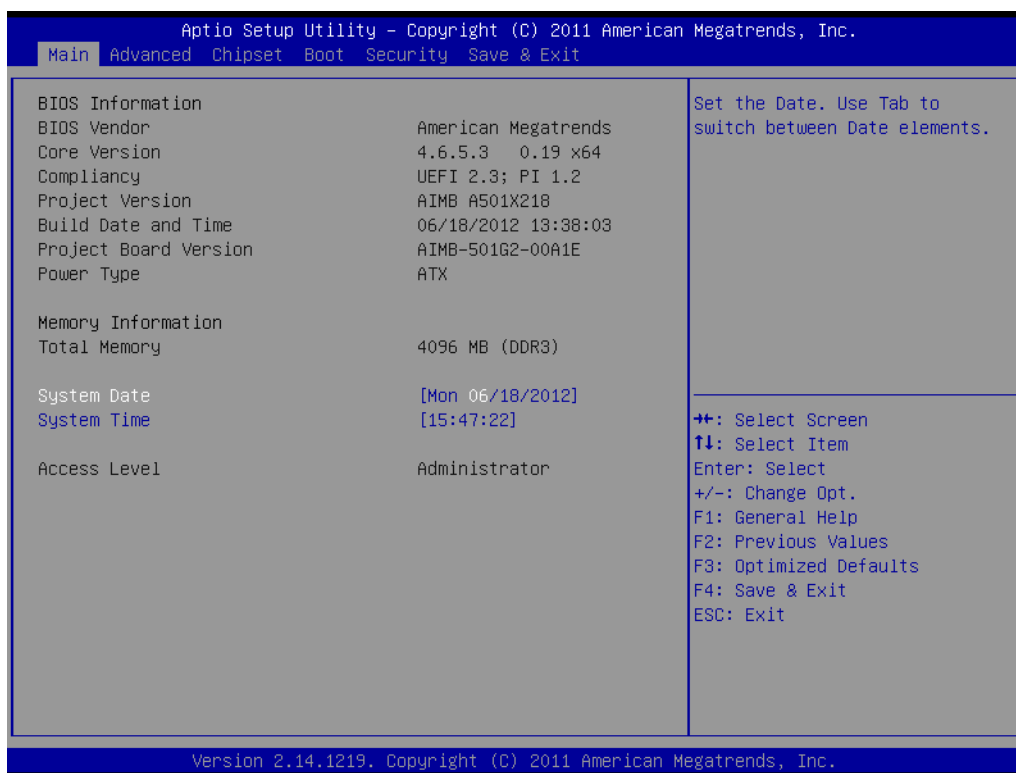 Aptio Setup Utility – Copyright (C) 2011 American Megatrends, Inc.
Main Advanced Chipset Boot Security Save & Exit
BIOS Information
BIOS Vendor American Megatrends
Core Version 4.6.5.3 0.19 x64
Compliancy UEFI 2.3; PI 1.2
Project Version AIMB A501X218
Build Date and Time 06/18/2012 13:38:03
Project Board Version AIMB-501G2-00A1E
Power Type ATX
Memory Information
Total Memory 4096 MB (DDR3)
System Date [Mon 06/18/2012]
System Time [15:47:22]
Access Level Administrator
Set the Date. Use Tab to
switch between Date elements.
→←: Select Screen
↑↓: Select Item
Enter: Select
+/-: Change Opt.
F1: General Help
F2: Previous Values
F3: Optimized Defaults
F4: Save & Exit
ESC: Exit
Version 2.14.1219. Copyright (C) 2011 American Megatrends, Inc.